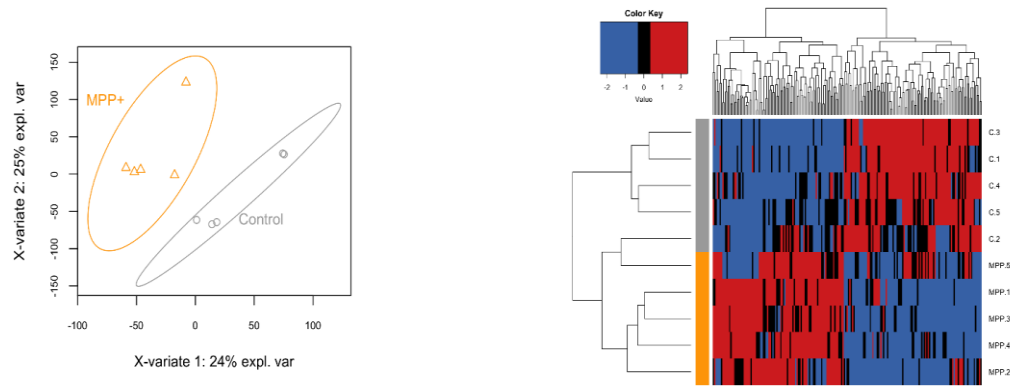 150
100
50
0
-50
-100
-150
X-variate 2: 25% expl. var
MPP+
Control
-100 -50 0 50 100
X-variate 1: 24% expl. var
Color Key
-2 -1 0 1 2
Value
C.3
C.1
C.4
C.5
C.2
MPP.5
MPP.1
MPP.3
MPP.4
MPP.2